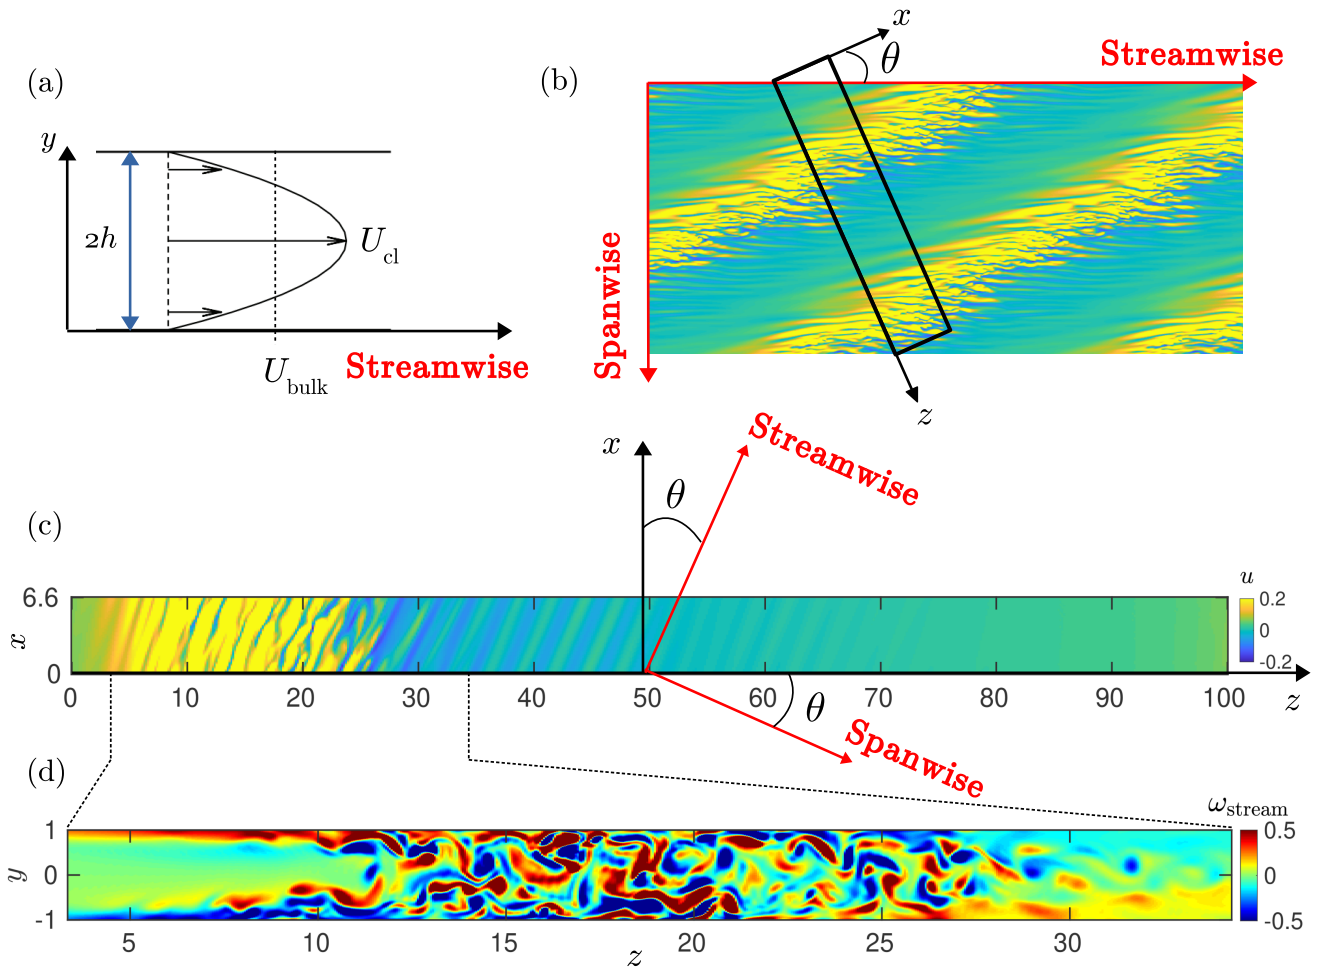 (a)
y
2h
U_cl
U_bulk
Streamwise
(b)
x
θ
Streamwise
Spanwise
z
(c)
x
θ
Streamwise
6.6
x
0
0 10 20 30 40 50 60 70 80 90 100
z
u
0.2
0
-0.2
θ
Spanwise
(d)
ω_stream
1
y
0
-1
5 10 15 20 25 30
z
0.5
0
-0.5